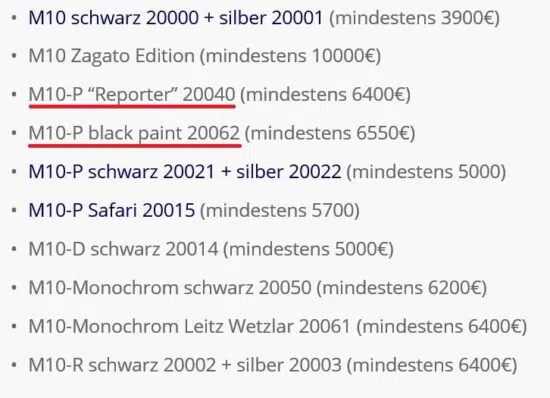 • M10 schwarz 20000 + silber 20001 (mindestens 3900€)
• M10 Zagato Edition (mindestens 10000€)
• M10-P “Reporter” 20040 (mindestens 6400€)
• M10-P black paint 20062 (mindestens 6550€)
• M10-P schwarz 20021 + silber 20022 (mindestens 5000)
• M10-P Safari 20015 (mindestens 5700)
• M10-D schwarz 20014 (mindestens 5000€)
• M10-Monochrom schwarz 20050 (mindestens 6200€)
• M10-Monochrom Leitz Wetzlar 20061 (mindestens 6400€)
• M10-R schwarz 20002 + silber 20003 (mindestens 6400€)